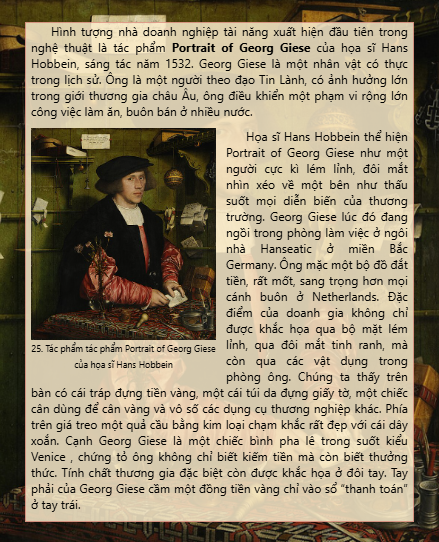 Hình tượng nhà doanh nghiệp tài năng xuất hiện đầu tiên trong
nghệ thuật là tác phẩm Portrait of Georg Giese của họa sĩ Hans
Hobbein, sáng tác năm 1532. Georg Giese là một nhân vật có thực
trong lịch sử. Ông là một người theo đạo Tin Lành, có ảnh hưởng lớn
trong giới thương gia châu Âu, ông điều khiển một phạm vi rộng lớn
công việc làm ăn, buôn bán ở nhiều nước.
Họa sĩ Hans Hobbein thể hiện
Portrait of Georg Giese như một
người cực kì lém lỉnh, đôi mắt
nhìn xéo về một bên như thấu
suốt mọi diễn biến của thương
trường. Georg Giese lúc đó đang
ngồi trong phòng làm việc ở ngôi
nhà Hanseatic ở miền Bắc
Germany. Ông mặc một bộ đồ đắt
tiền, rất mốt, sang trọng hơn mọi
cánh buôn ở Netherlands. Đặc
điểm của doanh gia không chỉ
được khắc họa qua bộ mặt lém
lỉnh, qua đôi mắt tinh ranh, mà
còn qua các vật dụng trong
phòng ông. Chúng ta thấy trên
25. Tác phẩm tác phẩm Portrait of Georg Giese
của họa sĩ Hans Hobbein
bàn có cái tráp đựng tiền vàng, một cái túi da đựng giấy tờ, một chiếc
cân dùng để cân vàng và vô số các dụng cụ thương nghiệp khác. Phía
trên giá treo một quả cầu bằng kim loại chạm khắc rất đẹp với cái dây
xoắn. Cạnh Georg Giese là một chiếc bình pha lê trong suốt kiểu
Venice , chứng tỏ ông không chỉ biết kiếm tiền mà còn biết thưởng
thức. Tính chất thương gia đặc biệt còn được khắc họa ở đôi tay. Tay
phải của Georg Giese cầm một đồng tiền vàng chỉ vào sổ “thanh toán”
ở tay trái.